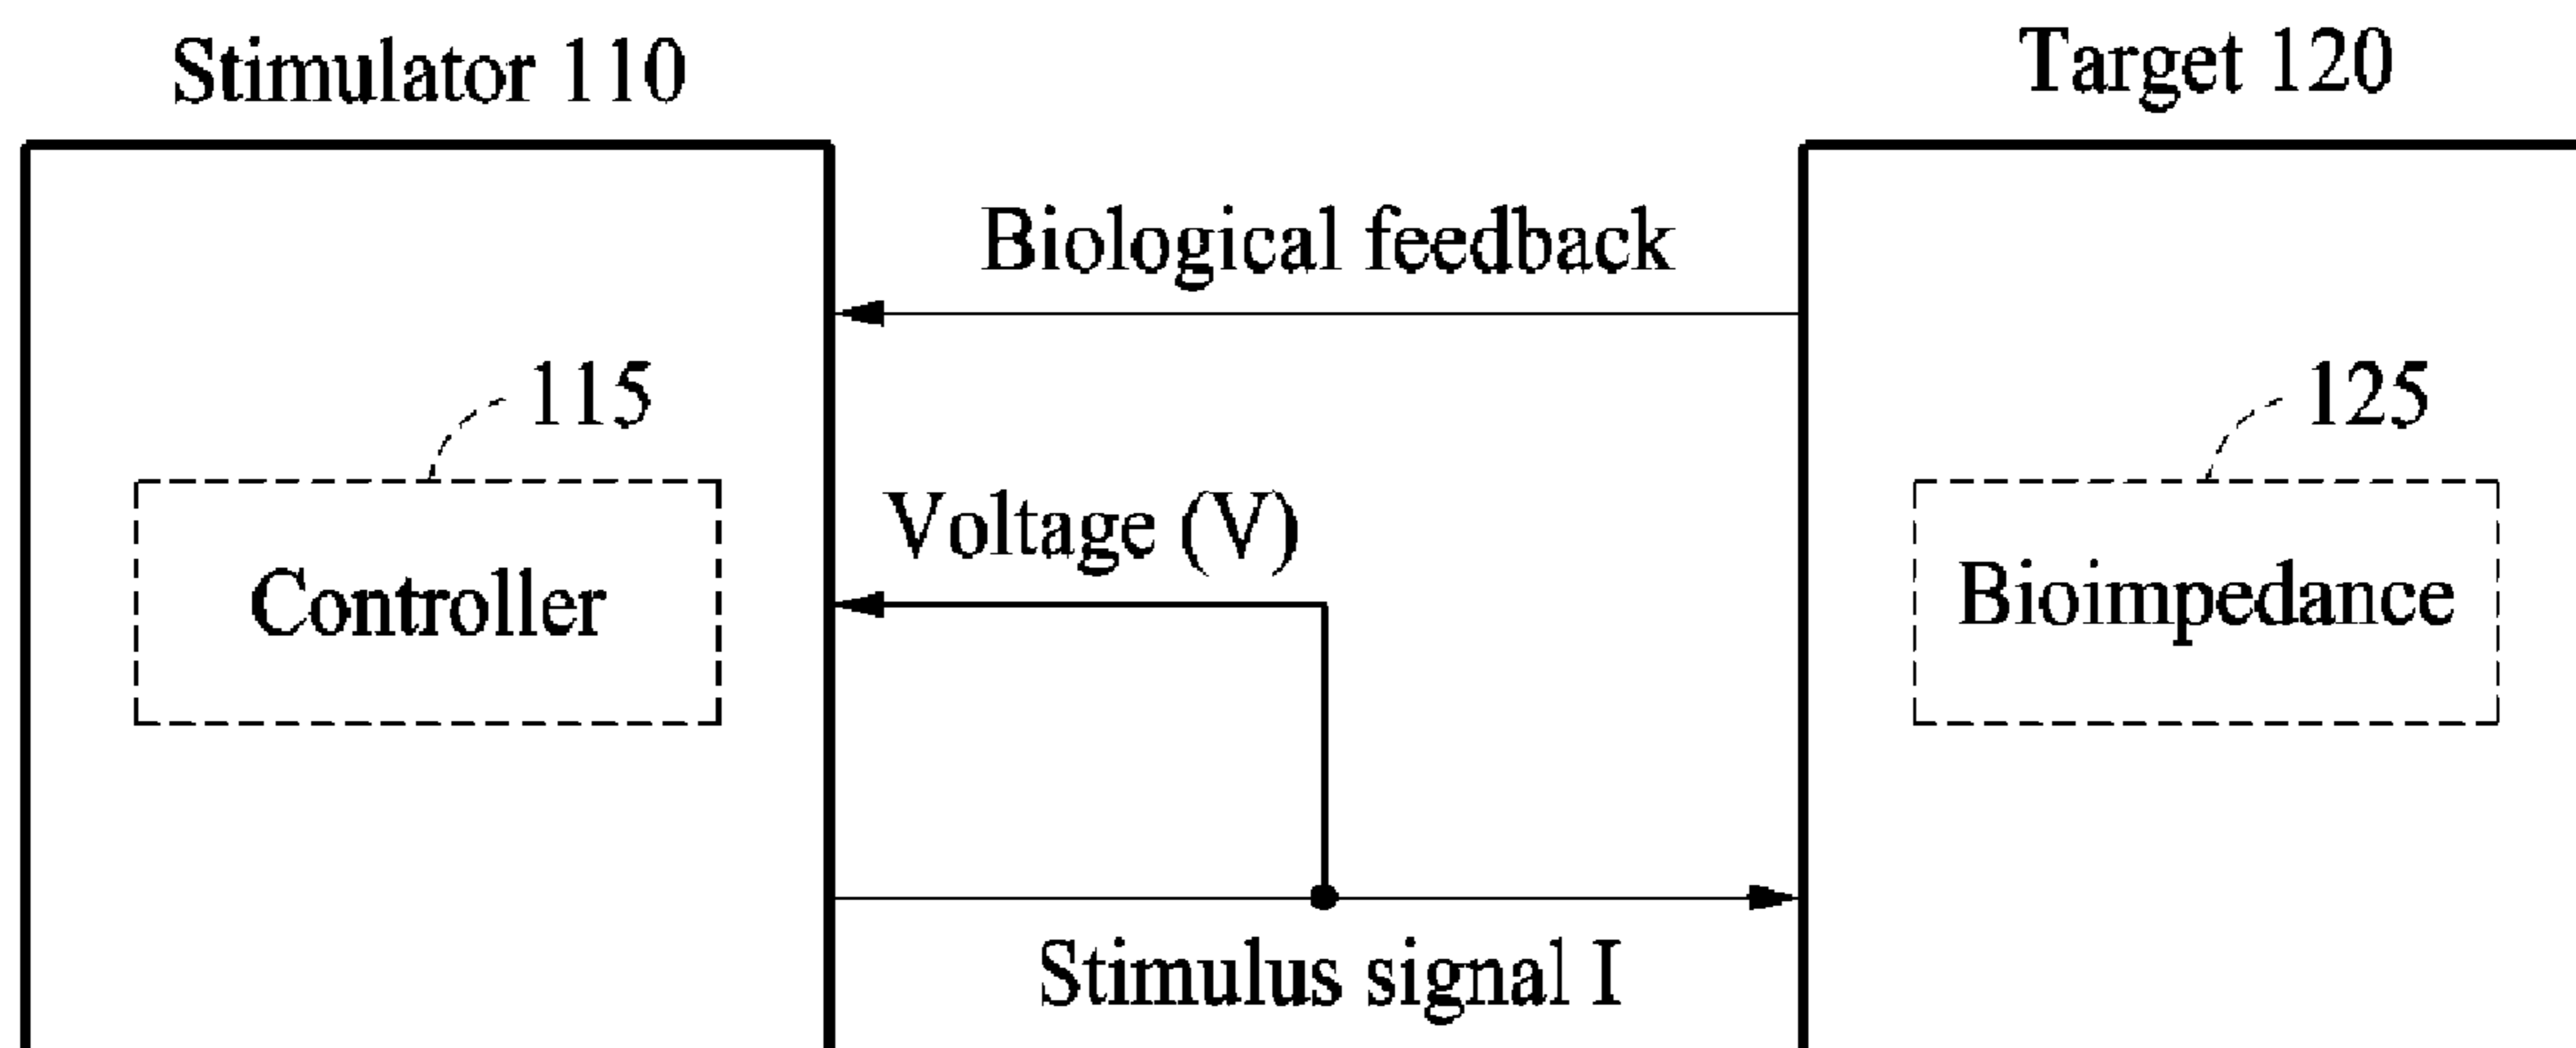 Stimulator 110
Target 120
Biological feedback
115
125
Voltage (V)
Controller
Bioimpedance
Stimulus signal I